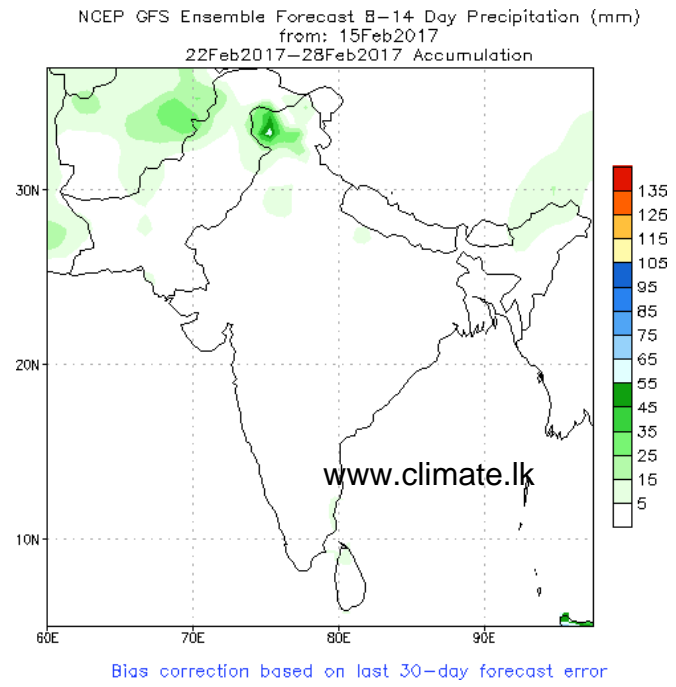 NCEP GFS Ensemble Forecast 8-14 Day Precipitation (mm)
from: 15Feb2017
22Feb2017-28Feb2017 Accumulation
30N
20N
10N
60E
70E
80E
90E
135
125
115
105
95
85
75
65
55
45
35
25
15
5
www.climate.lk
Bias correction based on last 30-day forecast error